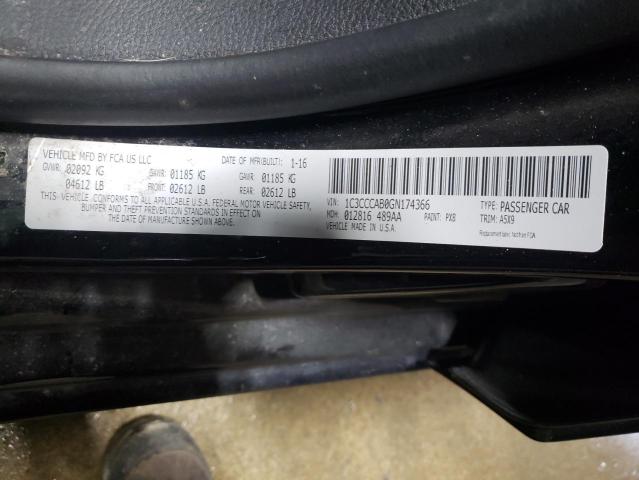 VEHICLE MFD BY FCA US LLC DATE OF MFR(BUILT): 1-16
GVWR: 02092 KG GAWR: 01185 KG GAWR: 01185 KG
04612 LB FRONT: 02612 LB REAR: 02612 LB
THIS VEHICLE CONFORMS TO ALL APPLICABLE U.S.A. FEDERAL MOTOR VEHICLE SAFETY,
BUMPER AND THEFT PREVENTION STANDARDS IN EFFECT ON
THE DATE OF MANUFACTURE SHOWN ABOVE.
VIN: 1C3CCCAB0GN174366 TYPE: PASSENGER CAR
MDH: 012816 489AA PAINT: PX8 TRIM: A5X9
VEHICLE MADE IN U.S.A.